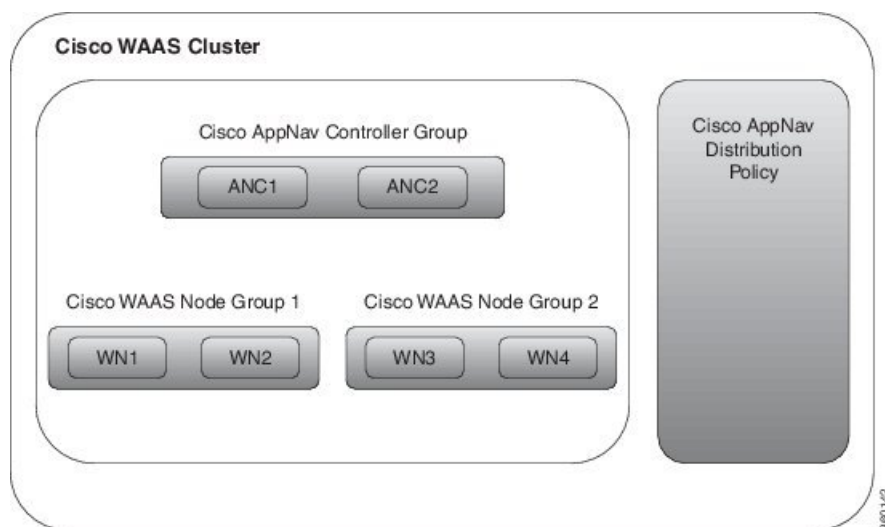 Cisco WAAS Cluster
Cisco AppNav Controller Group
ANC1
ANC2
Cisco WAAS Node Group 1
WN1
WN2
Cisco WAAS Node Group 2
WN3
WN4
Cisco AppNav
Distribution
Policy